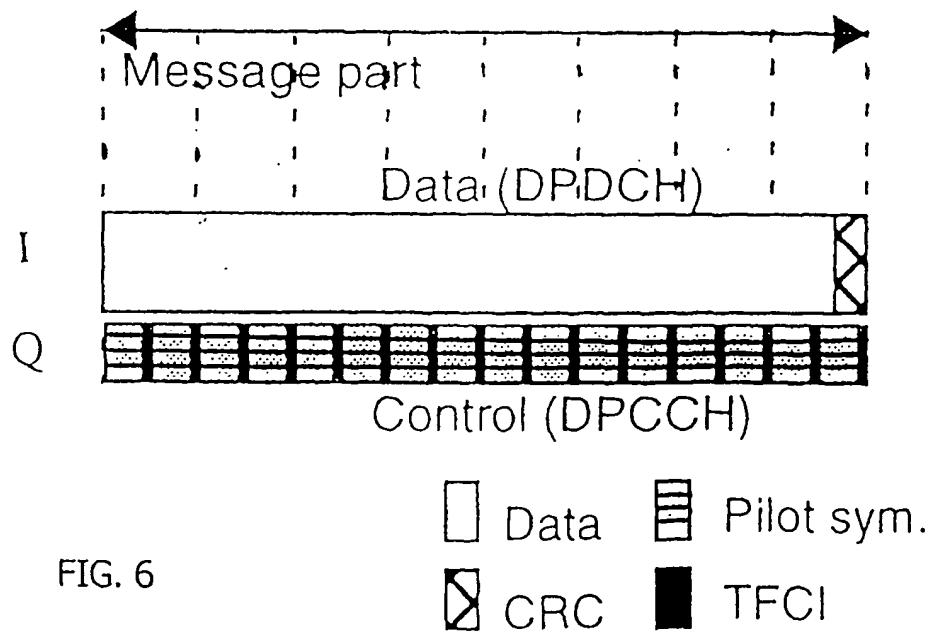 Message part
Data (DPDCH)
I
Q
Control (DPCCH)
Data
Pilot sym.
CRC
TFCI
FIG. 6